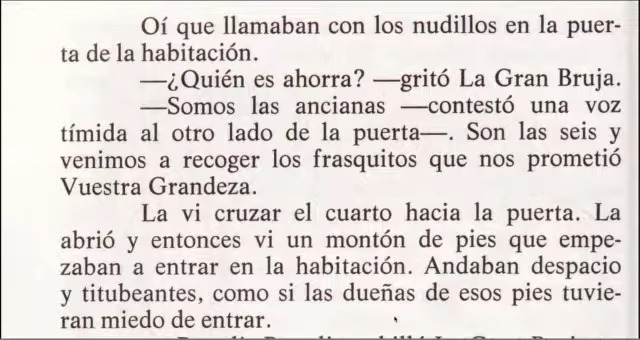 Oí que llamaban con los nudillos en la puer-
ta de la habitación.
—¿Quién es ahorra? —gritó La Gran Bruja.
—Somos las ancianas —contestó una voz
tímida al otro lado de la puerta—. Son las seis y
venimos a recoger los frasquitos que nos prometió
Vuestra Grandeza.
La vi cruzar el cuarto hacia la puerta. La
abrió y entonces vi un montón de pies que empe-
zaban a entrar en la habitación. Andaban despacio
y titubeantes, como si las dueñas de esos pies tuvie-
ran miedo de entrar.